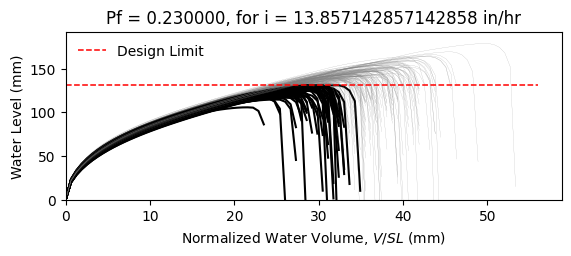 Pf = 0.230000, for i = 13.857142857142858 in/hr
Design Limit
Water Level (mm)
150
100
50
0
0 10 20 30 40 50
Normalized Water Volume, V/SL (mm)